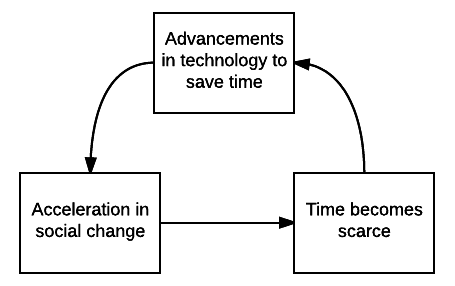 Advancements
in technology to
save time
Acceleration in
social change
Time becomes
scarce